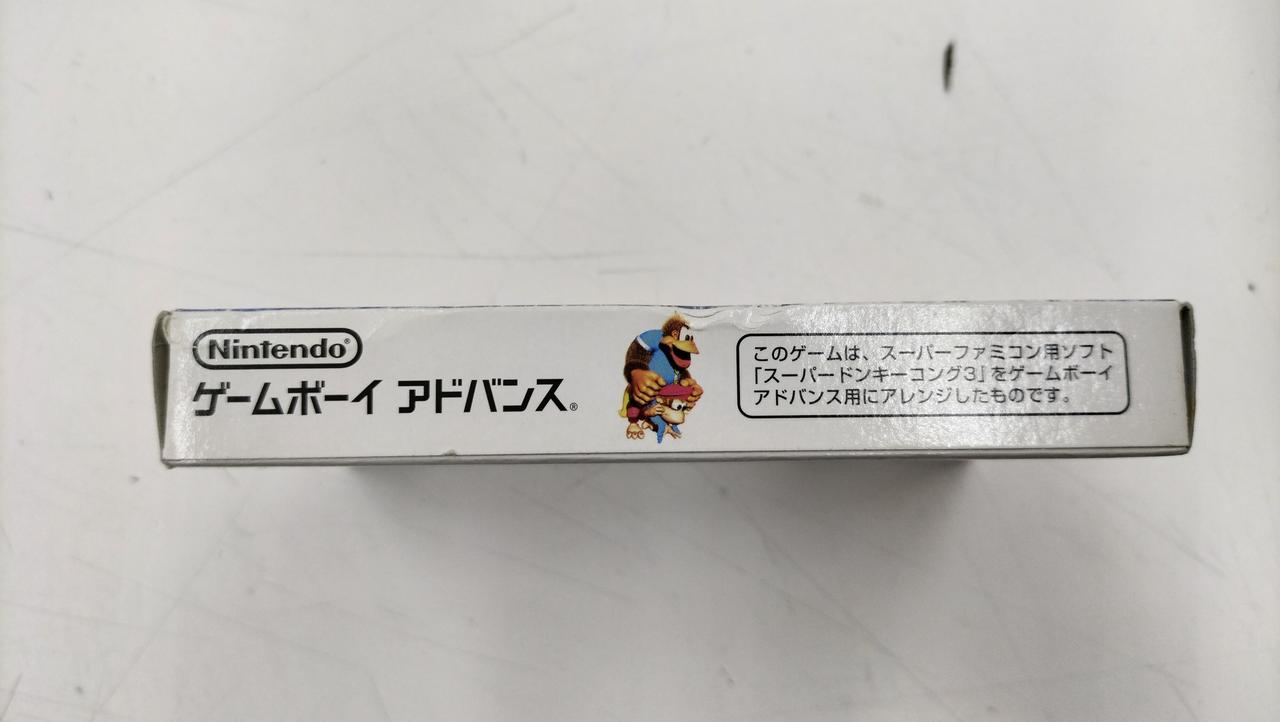 Nintendo®
ゲームボーイ アドバンス®
このゲームは、スーパーファミコン用ソフト
「スーパードンキーコング3」をゲームボーイ
アドバンス用にアレンジしたものです。